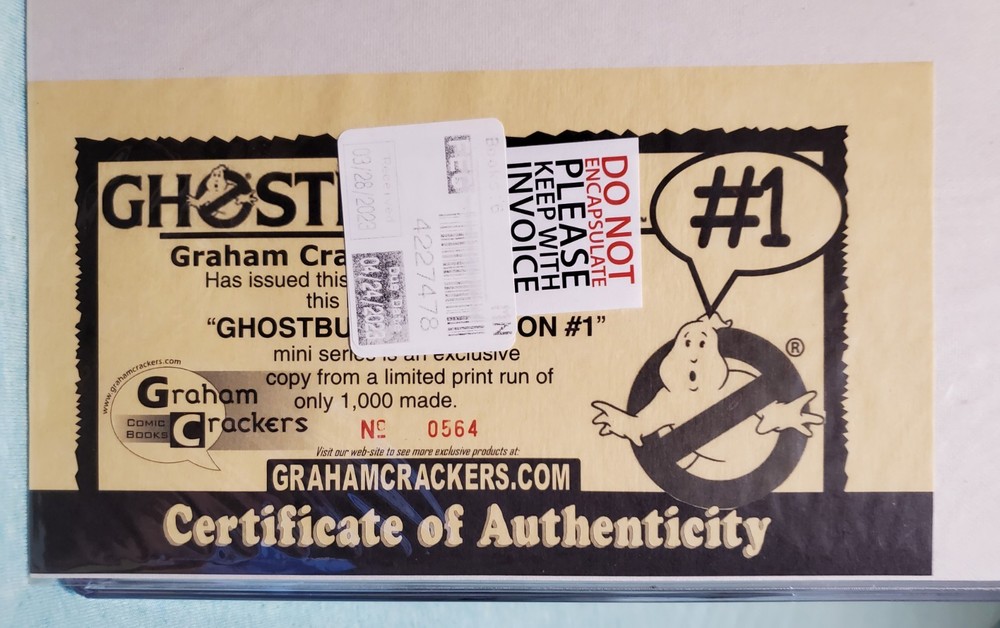 GHOST
#1
Graham Cra
Has issued this
this
“GHOSTBU
ON #1”
mini series is an exclusive
copy from a limited print run of
only 1,000 made.
Nº 0564
Visit our web-site to see more exclusive products at:
GRAHAMCRACKERS.COM
Certificate of Authenticity
www.grahamcrackers.com
Graham
Comic Books
Crackers
®
03/28/2023
4227478
DO NOT
ENCAPSULATE
PLEASE
KEEP WITH
INVOICE